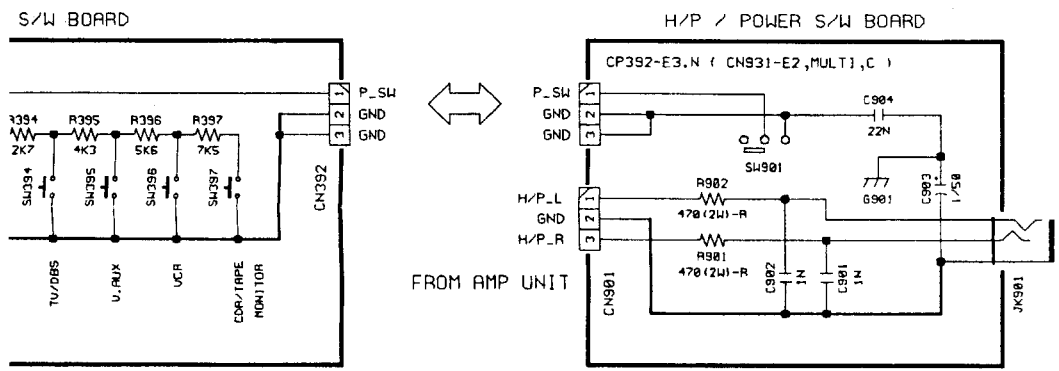 S/W BOARD
H/P / POWER S/W BOARD
CP392-E3.N ( CN931-E2,MULTI,C )
1 P_SW
2 GND
3 GND
CN392
R394
2K7
R395
4K3
R396
5K6
R397
7K5
SW394
SW395
SW396
SW397
TV/DBS
V.AUX
VCR
CDR/TAPE
MONITOR
P_SW 1
GND 2
GND 3
SW901
C904
22N
G901
C903
+
1/50
H/P_L 1
GND 2
H/P_R 3
CN901
R902
470(2W)-R
R901
470(2W)-R
C902
1N
C901
1N
JK901
FROM AMP UNIT